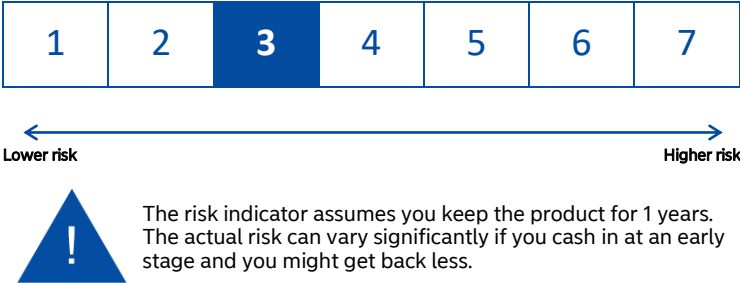 1 2 3 4 5 6 7
Lower risk Higher risk
!
The risk indicator assumes you keep the product for 1 years.
The actual risk can vary significantly if you cash in at an early
stage and you might get back less.